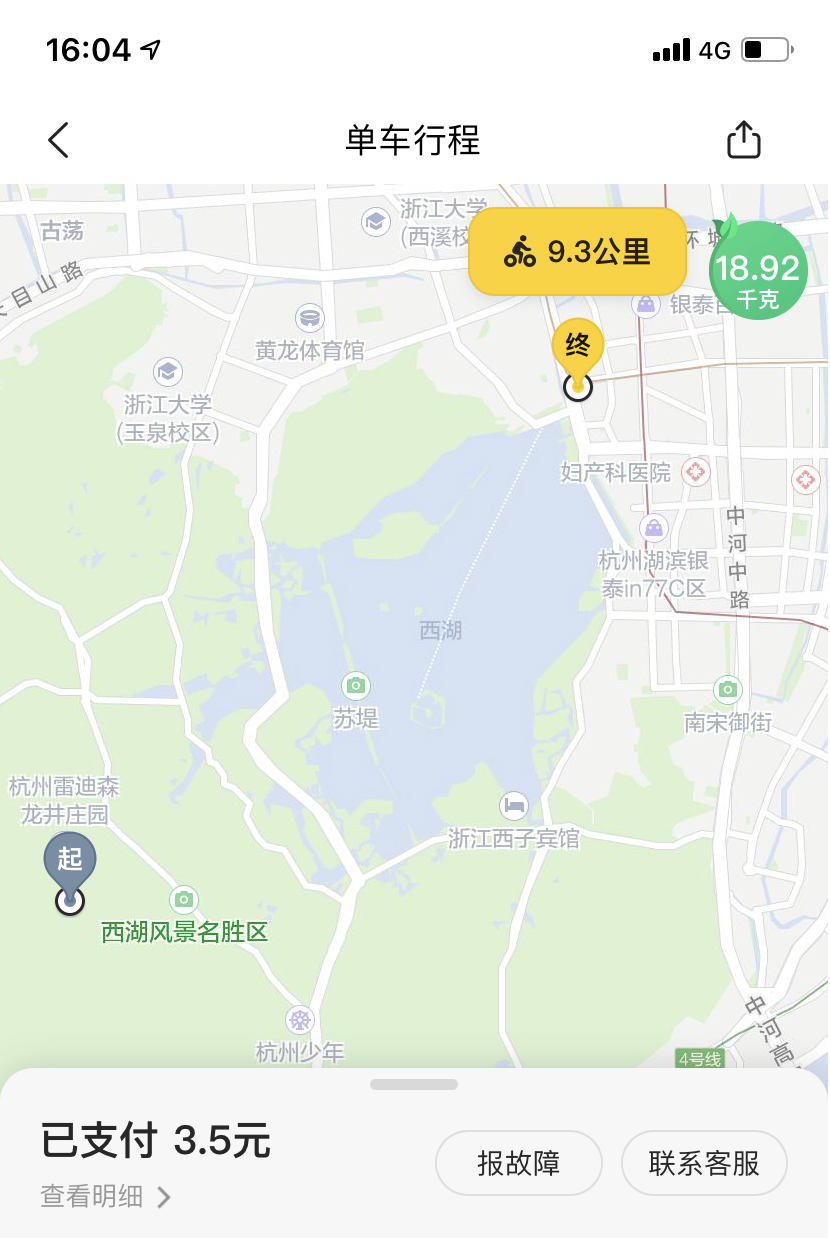 16:04
4G
单车行程
浙江大学
(西溪校
古荡
9.3公里
环城
18.92
千克
天目山路
银泰百
黄龙体育馆
终
浙江大学
(玉泉校区)
妇产科医院
中河中路
杭州湖滨银
泰in77C区
西湖
苏堤
南宋御街
杭州雷迪森
龙井庄园
浙江西子宾馆
起
西湖风景名胜区
中河高
杭州少年
4号线
已支付 3.5元
查看明细
报故障
联系客服